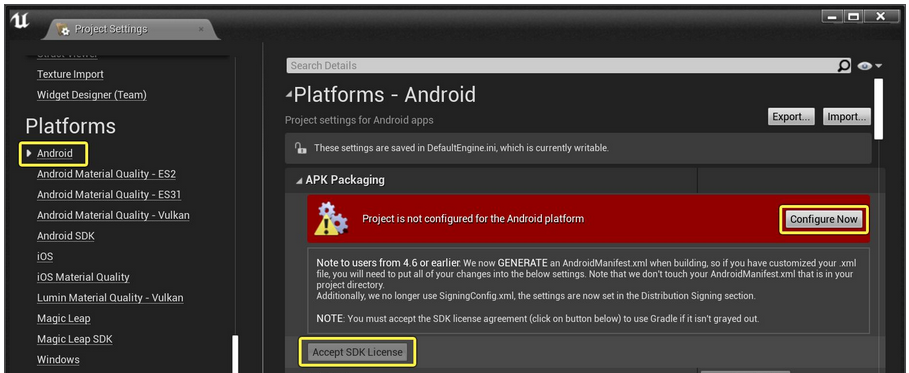 Project Settings
Struct Viewer
Texture Import
Widget Designer (Team)
Platforms
Android
Android Material Quality - ES2
Android Material Quality - ES31
Android Material Quality - Vulkan
Android SDK
iOS
iOS Material Quality
Lumin Material Quality - Vulkan
Magic Leap
Magic Leap SDK
Windows
Search Details
Platforms - Android
Project settings for Android apps
Export...
Import...
These settings are saved in DefaultEngine.ini, which is currently writable.
APK Packaging
Project is not configured for the Android platform
Configure Now
Note to users from 4.6 or earlier: We now GENERATE an AndroidManifest.xml when building, so if you have customized your .xml
file, you will need to put all of your changes into the below settings. Note that we don't touch your AndroidManifest.xml that is in your
project directory.
Additionally, we no longer use SigningConfig.xml, the settings are now set in the Distribution Signing section.
NOTE: You must accept the SDK license agreement (click on button below) to use Gradle if it isn't grayed out.
Accept SDK License